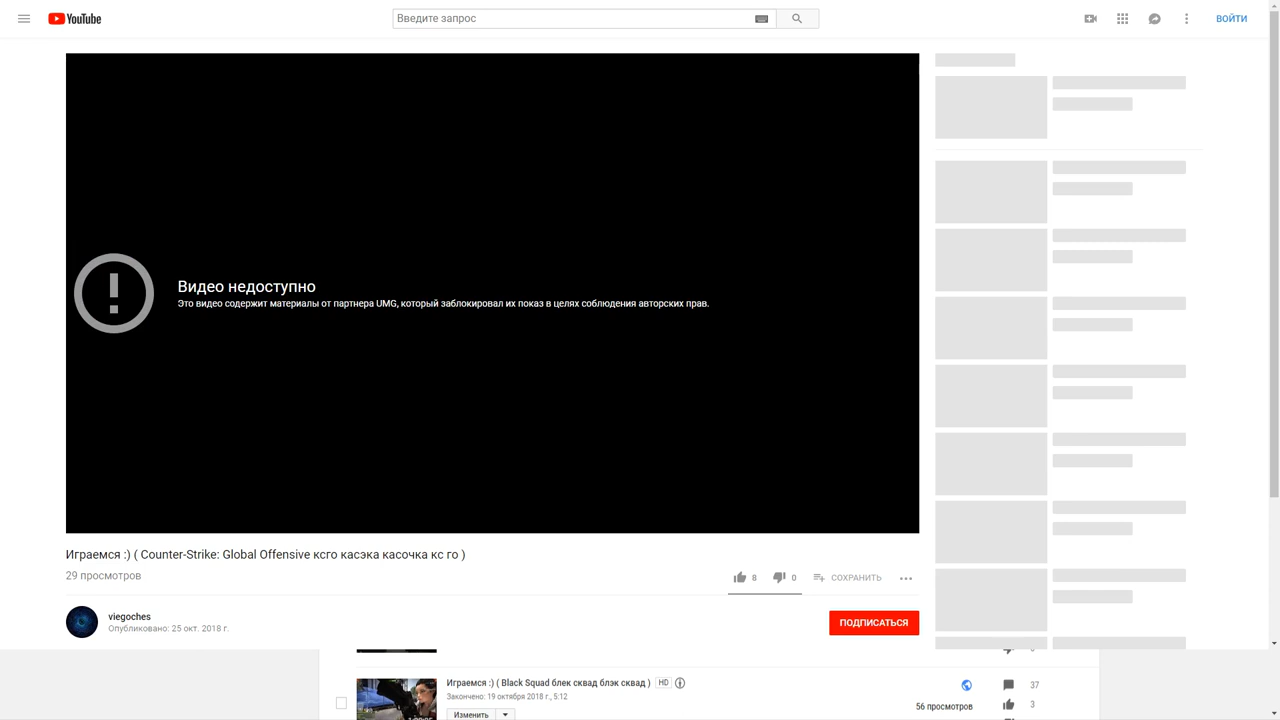 YouTube
Введите запрос
ВОЙТИ
Видео недоступно
Это видео содержит материалы от партнера UMG, который заблокировал их показ в целях соблюдения авторских прав.
Играемся :) ( Counter-Strike: Global Offensive ксго касэка касочка кс го )
29 просмотров
8
0
СОХРАНИТЬ
viegoches
Опубликовано: 25 окт. 2018 г.
ПОДПИСАТЬСЯ
Играемся :) ( Black Squad блек сквад блэк сквад )
HD
37
Закончено: 19 октября 2018 г., 5:12
56 просмотров
3
Изменить